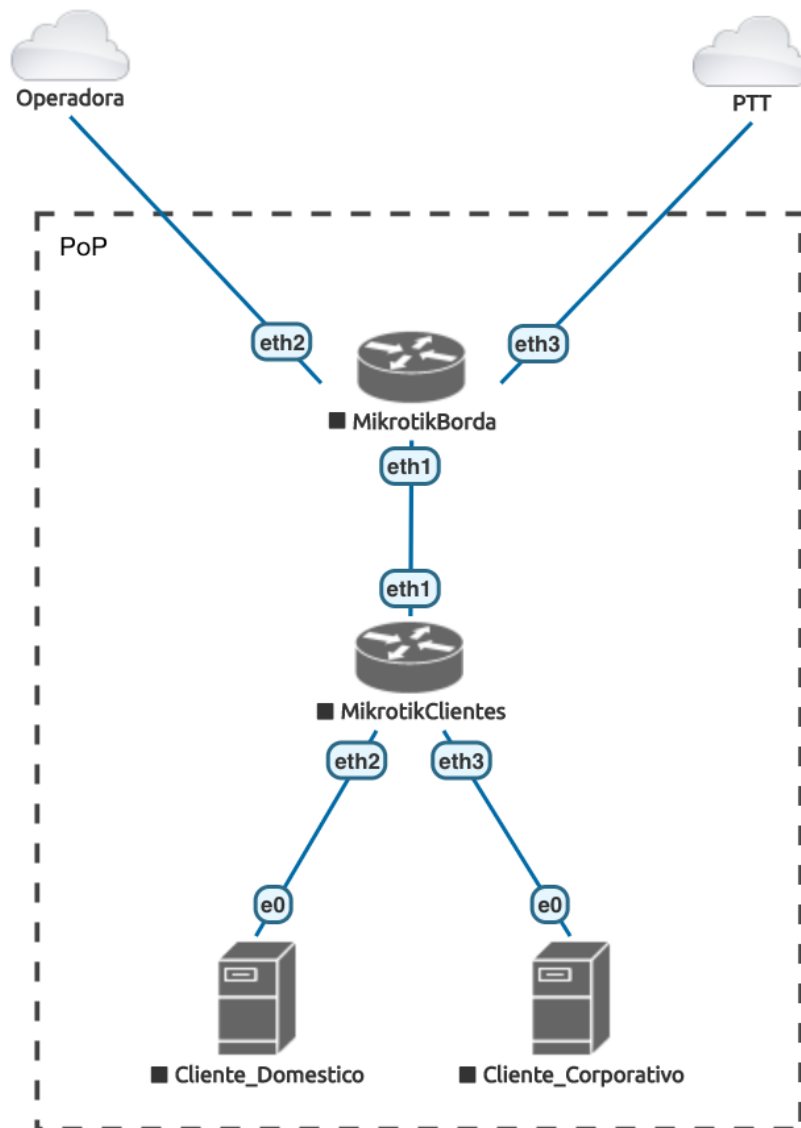 Operadora
PTT
PoP
eth2
eth3
MikrotikBorda
eth1
eth1
MikrotikClientes
eth2
eth3
e0
e0
Cliente_Domestico
Cliente_Corporativo